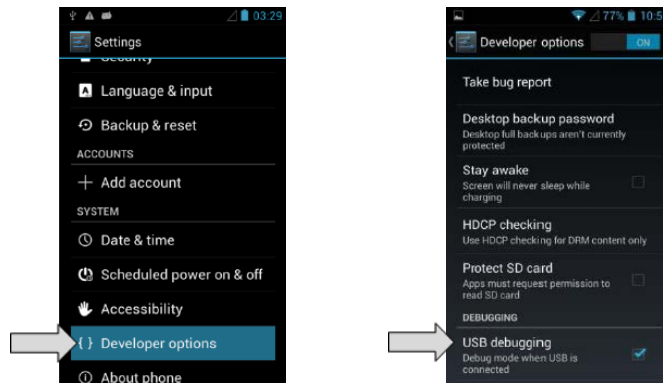 03:29
Settings
Security
Language & input
Backup & reset
ACCOUNTS
Add account
SYSTEM
Date & time
Scheduled power on & off
Accessibility
{ } Developer options
About phone
77% 10:5
Developer options ON
Take bug report
Desktop backup password
Desktop full backups aren't currently
protected
Stay awake
Screen will never sleep while
charging
HDCP checking
Use HDCP checking for DRM content only
Protect SD card
Apps must request permission to
read SD card
DEBUGGING
USB debugging
Debug mode when USB is
connected